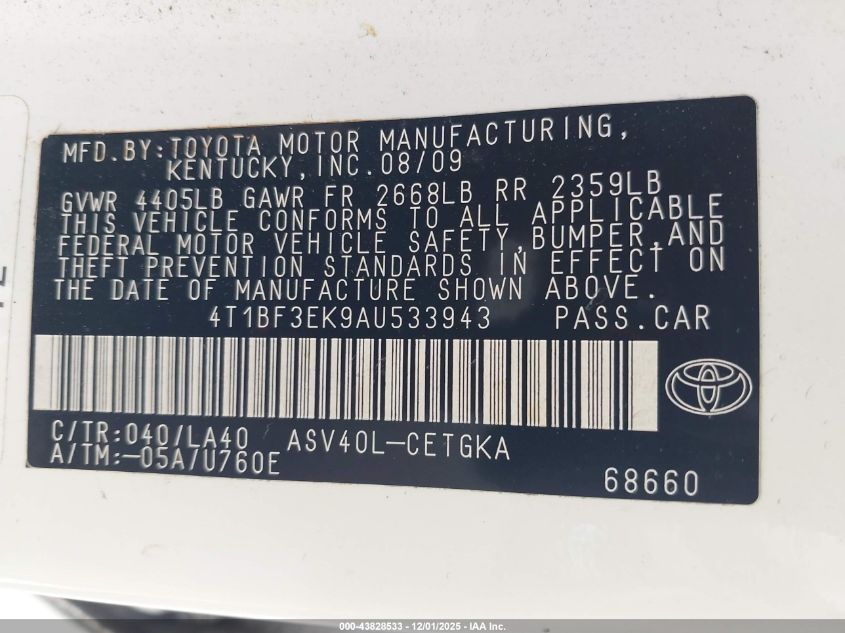 MFD.BY:TOYOTA MOTOR MANUFACTURING,
KENTUCKY,INC.08/09
GVWR 4405LB GAWR FR 2668LB RR 2359LB
THIS VEHICLE CONFORMS TO ALL APPLICABLE
FEDERAL MOTOR VEHICLE SAFETY,BUMPER,AND
THEFT PREVENTION STANDARDS IN EFFECT ON
THE DATE OF MANUFACTURE SHOWN ABOVE.
4T1BF3EK9AU533943 PASS.CAR
C/TR:040/LA40 ASV40L-CETGKA
A/TM:-05A/U760E
68660
000-43828533 - 12/01/2025 - IAA Inc.